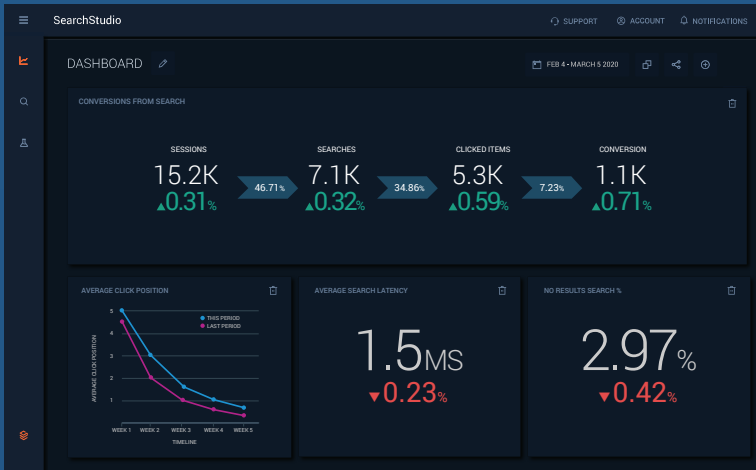 SearchStudio
SUPPORT
ACCOUNT
NOTIFICATIONS
DASHBOARD
FEB 4 - MARCH 5 2020
CONVERSIONS FROM SEARCH
SESSIONS
SEARCHES
CLICKED ITEMS
CONVERSION
15.2K
46.71%
7.1K
34.86%
5.3K
7.23%
1.1K
▲0.31%
▲0.32%
▲0.59%
▲0.71%
AVERAGE CLICK POSITION
THIS PERIOD
LAST PERIOD
AVERAGE CLICK POSITION
5
4
3
2
1
WEEK 1 WEEK 2 WEEK 3 WEEK 4 WEEK 5
TIMELINE
AVERAGE SEARCH LATENCY
1.5MS
▼0.23%
NO RESULTS SEARCH %
2.97%
▼0.42%